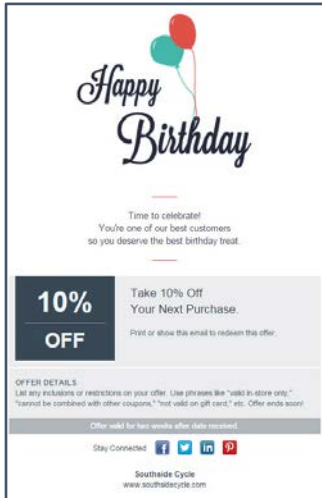 Happy
Birthday
Time to celebrate!
You're one of our best customers
so you deserve the best birthday treat.
10%
OFF
Take 10% Off
Your Next Purchase.
Print or show this email to redeem this offer.
OFFER DETAILS
List any inclusions or restrictions on your offer. Use phrases like "valid in-store only,"
"cannot be combined with other coupons," "not valid on gift card," etc. Offer ends soon!
Offer valid for two weeks after date received.
Stay Connected
Southside Cycle
www.southsidecycle.com